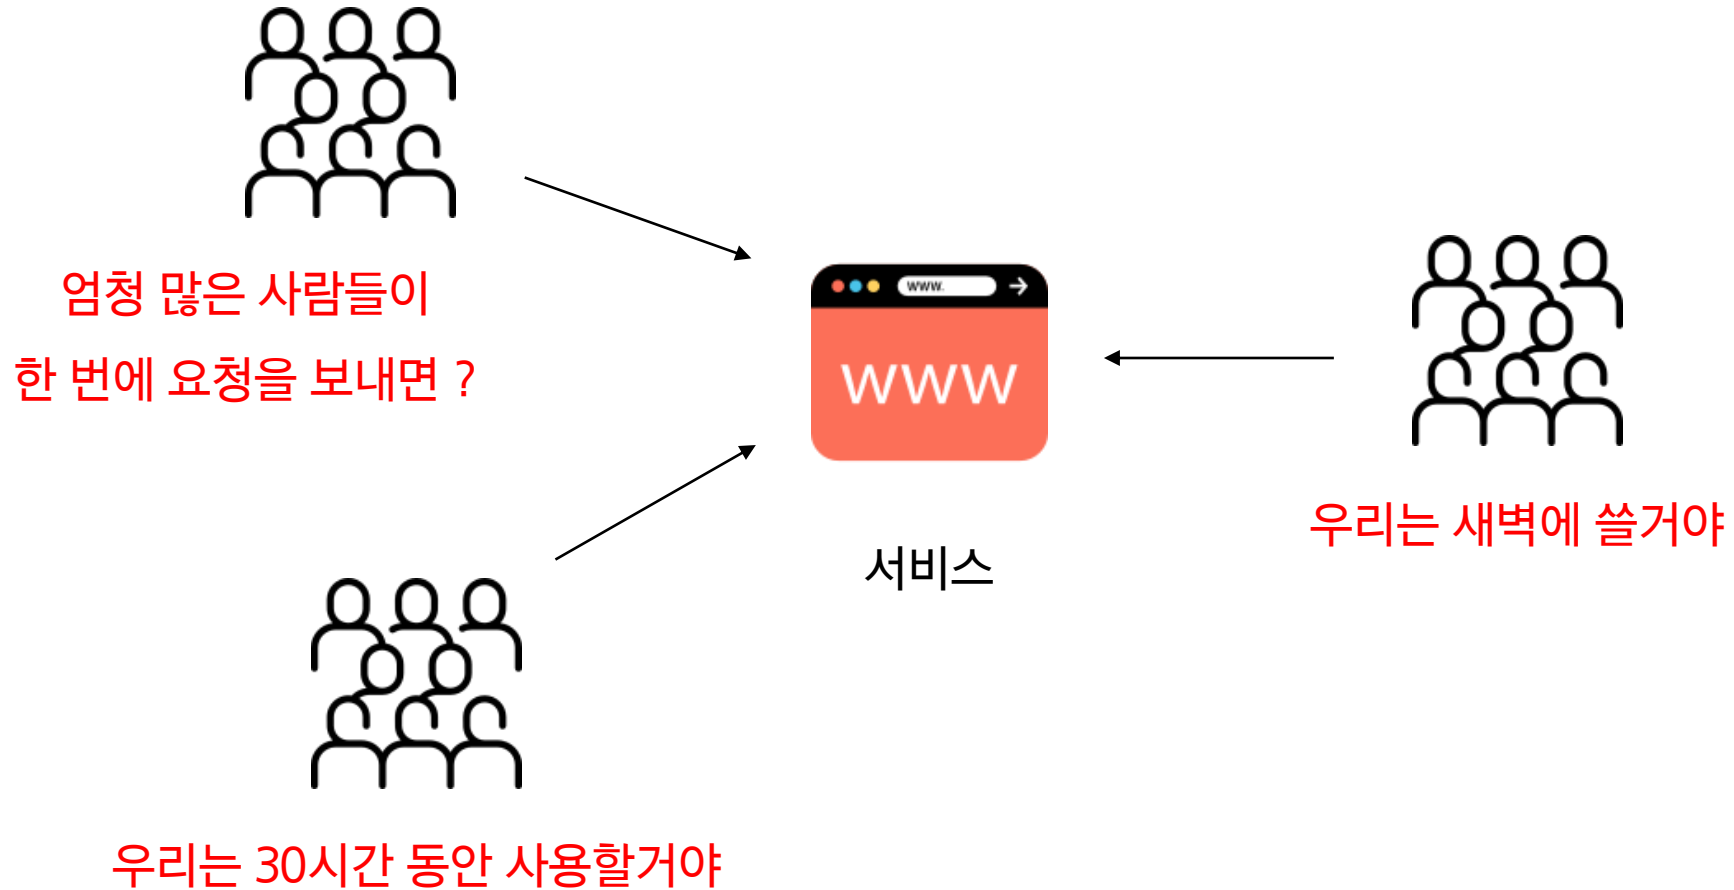 엄청 많은 사람들이
한 번에 요청을 보내면 ?
www.
www
서비스
우리는 새벽에 쓸거야
우리는 30시간 동안 사용할거야